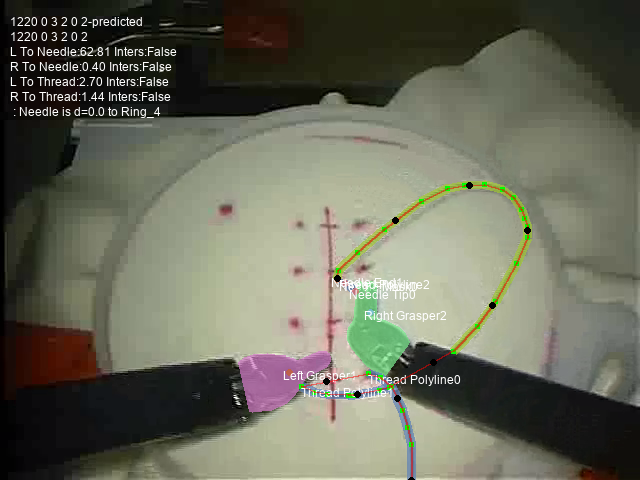 1220 0 3 2 0 2-predicted
1220 0 3 2 0 2
L To Needle:62.81 Inters:False
R To Needle:0.40 Inters:False
L To Thread:2.70 Inters:False
R To Thread:1.44 Inters:False
: Needle is d=0.0 to Ring_4
Needle Tip0
Right Grasper2
Left Grasper1
Thread Polyline0
Thread Polyline1